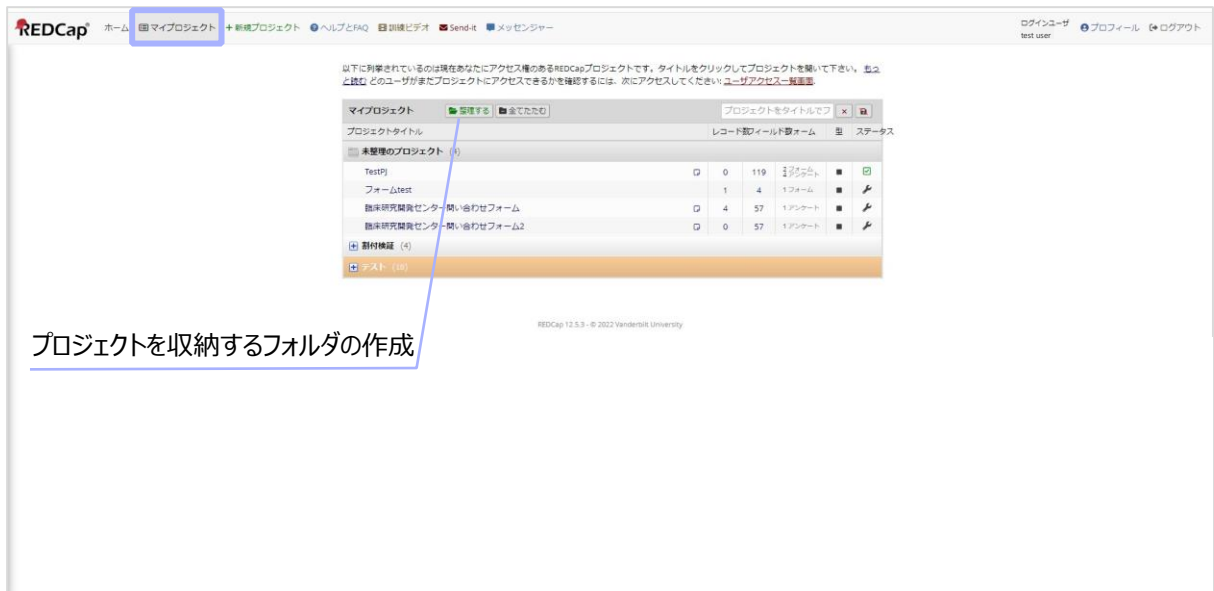 REDCap® ホーム マイプロジェクト +新規プロジェクト ヘルプとFAQ 訓練ビデオ Send-it メッセンジャー ログインユーザ プロフィール ログアウト
test user
以下に列挙されているのは現在あなたにアクセス権のあるREDCapプロジェクトです。タイトルをクリックしてプロジェクトを開いて下さい。 もっ
と読む どのユーザがまだプロジェクトにアクセスできるかを確認するには、次にアクセスしてください: ユーザアクセス一覧画面.
マイプロジェクト 整理する 全てたたむ プロジェクトをタイトルでフ ×
プロジェクトタイトル レコード数フィールド数ォーム 型 ステータス
未整理のプロジェクト (4)
TestPJ 0 119
フォームtest 1 4 1フォーム
臨床研究開発センター問い合わせフォーム 4 57 1アンケート
臨床研究開発センター問い合わせフォーム2 0 57 1アンケート
割付検証 (4)
テスト (18)
REDCap 12.5.3 - © 2022 Vanderbilt University
プロジェクトを収納するフォルダの作成